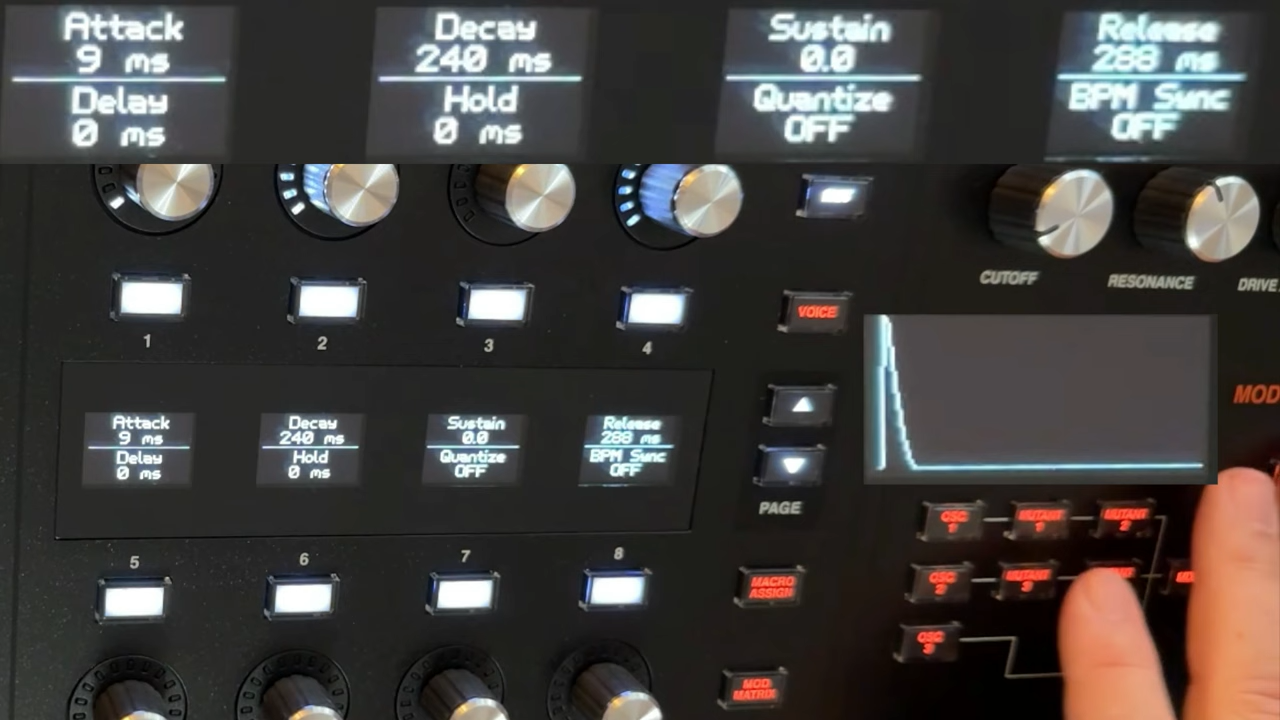 Attack
9 ms
Delay
0 ms
Decay
240 ms
Hold
0 ms
Sustain
0.0
Quantize
OFF
Release
288 ms
BPM Sync
OFF
CUTOFF
RESONANCE
DRIVE
1
2
3
4
VOICE
Attack
9 ms
Delay
0 ms
Decay
240 ms
Hold
0 ms
Sustain
0.0
Quantize
OFF
Release
288 ms
BPM Sync
OFF
MOD
PAGE
OSC
1
MUTANT
1
MUTANT
2
5
6
7
8
MACRO
ASSIGN
OSC
2
MUTANT
3
OSC
3
MOD
MATRIX